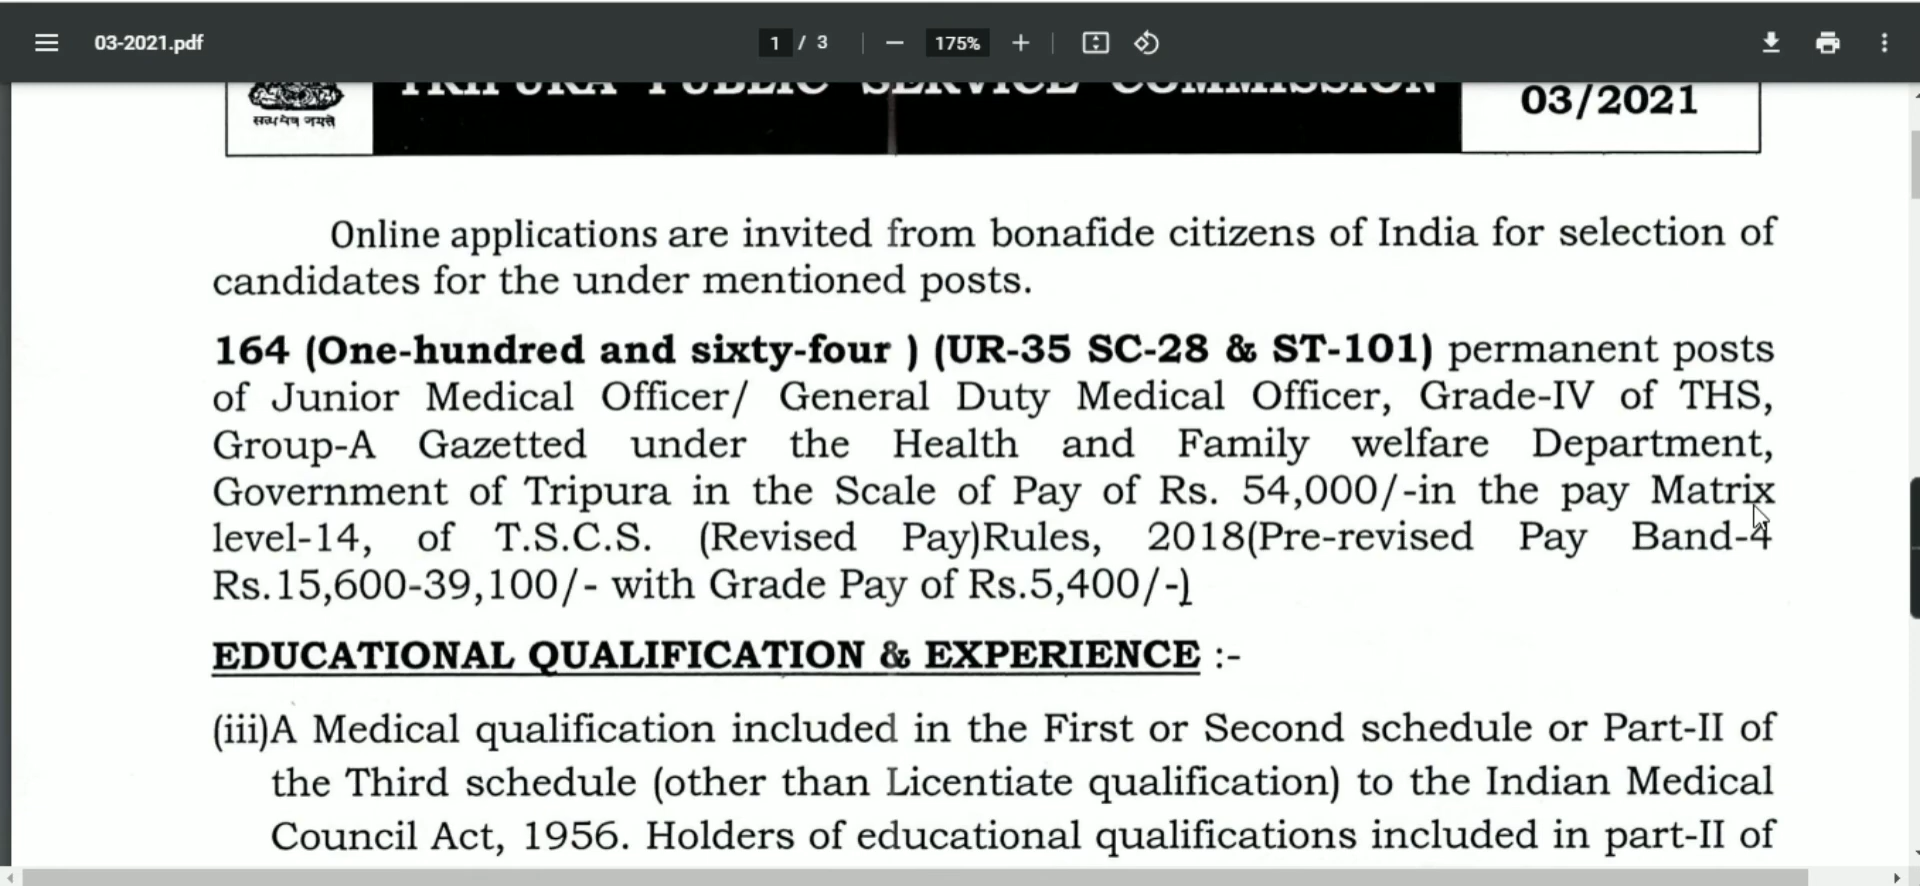 03-2021.pdf
1 / 3
175%
TRIPURA PUBLIC SERVICE COMMISSION
03/2021
सत्यमेव जयते
Online applications are invited from bonafide citizens of India for selection of
candidates for the under mentioned posts.
164 (One-hundred and sixty-four ) (UR-35 SC-28 & ST-101) permanent posts
of Junior Medical Officer/ General Duty Medical Officer, Grade-IV of THS,
Group-A Gazetted under the Health and Family welfare Department,
Government of Tripura in the Scale of Pay of Rs. 54,000/-in the pay Matrix
level-14, of T.S.C.S. (Revised Pay)Rules, 2018(Pre-revised Pay Band-4
Rs.15,600-39,100/- with Grade Pay of Rs.5,400/-)
EDUCATIONAL QUALIFICATION & EXPERIENCE :-
(iii)A Medical qualification included in the First or Second schedule or Part-II of
the Third schedule (other than Licentiate qualification) to the Indian Medical
Council Act, 1956. Holders of educational qualifications included in part-II of